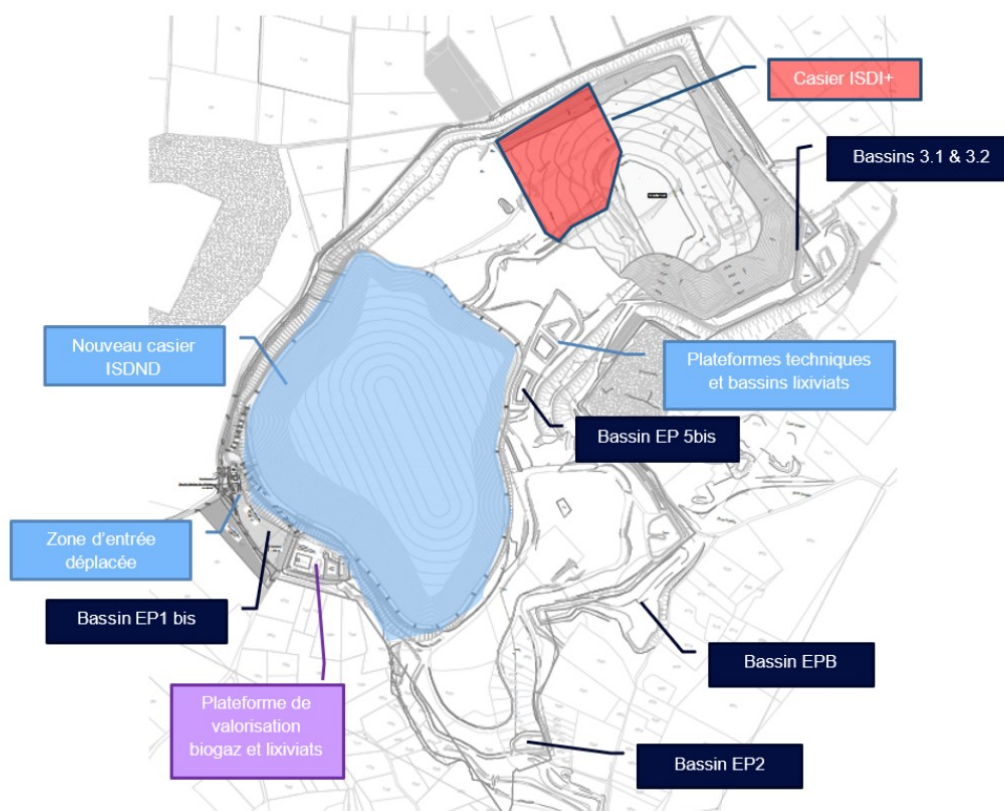 Casier ISDI+
Bassins 3.1 & 3.2
Nouveau casier
ISDND
Plateformes techniques
et bassins lixiviats
Bassin EP 5bis
Zone d'entrée
déplacée
Bassin EP1 bis
Bassin EPB
Plateforme de
valorisation
biogaz et lixiviats
Bassin EP2